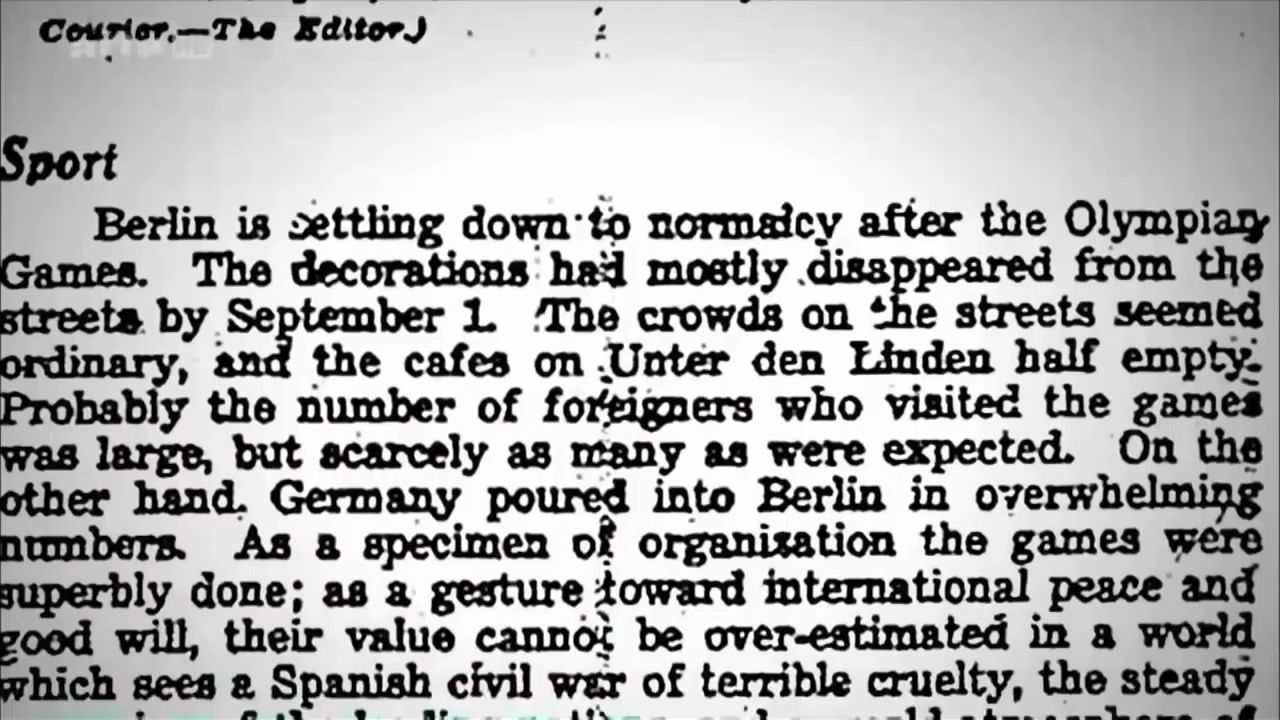 Courier.—The Editor)
Sport
Berlin is settling down to normalcy after the Olympian
Games. The decorations had mostly disappeared from the
streets by September 1. The crowds on the streets seemed
ordinary, and the cafes on Unter den Linden half empty.
Probably the number of foreigners who visited the games
was large, but scarcely as many as were expected. On the
other hand. Germany poured into Berlin in overwhelming
numbers. As a specimen of organisation the games were
superbly done; as a gesture toward international peace and
good will, their value cannot be over-estimated in a world
which sees a Spanish civil war of terrible cruelty, the steady